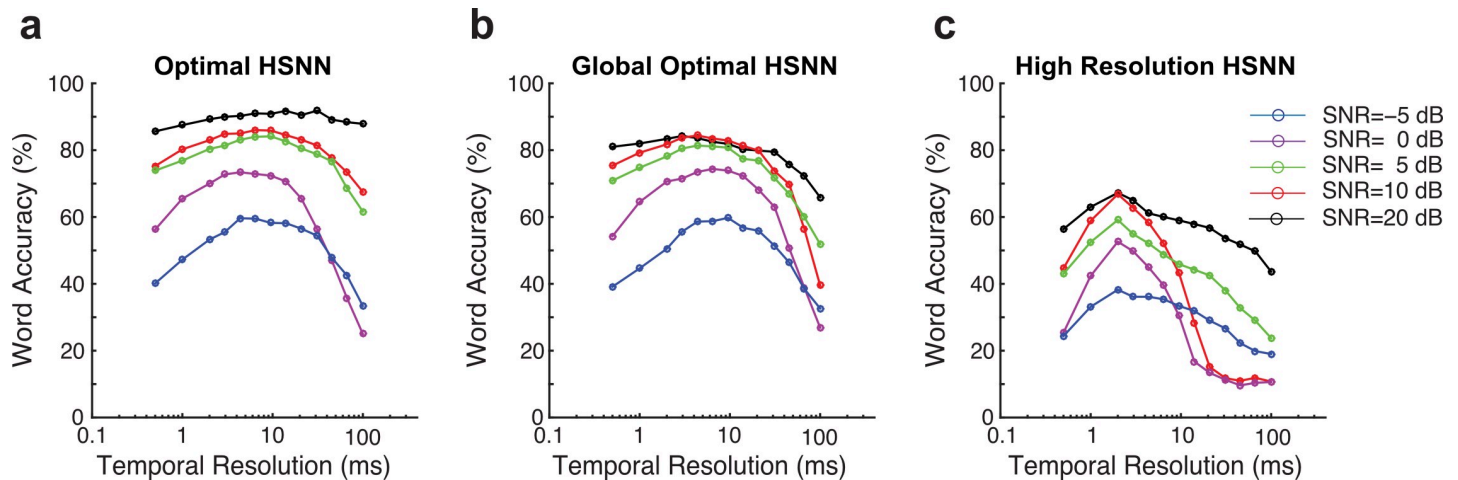 a
Optimal HSNN
100
80
60
40
20
0
0.1 1 10 100
Word Accuracy (%)
Temporal Resolution (ms)
b
Global Optimal HSNN
100
80
60
40
20
0
0.1 1 10 100
Word Accuracy (%)
Temporal Resolution (ms)
c
High Resolution HSNN
100
80
60
40
20
0
0.1 1 10 100
Word Accuracy (%)
Temporal Resolution (ms)
SNR=−5 dB
SNR= 0 dB
SNR= 5 dB
SNR=10 dB
SNR=20 dB